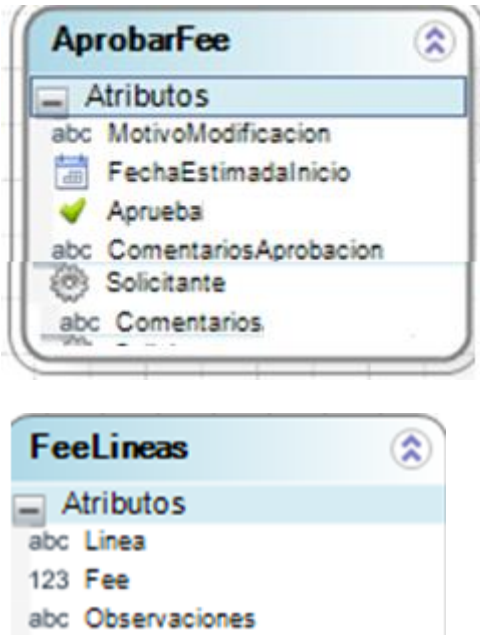 AprobarFee
Atributos
abc MotivoModificacion
FechaEstimadaInicio
Aprueba
abc ComentariosAprobacion
Solicitante
abc Comentarios
FeeLineas
Atributos
abc Linea
123 Fee
abc Observaciones